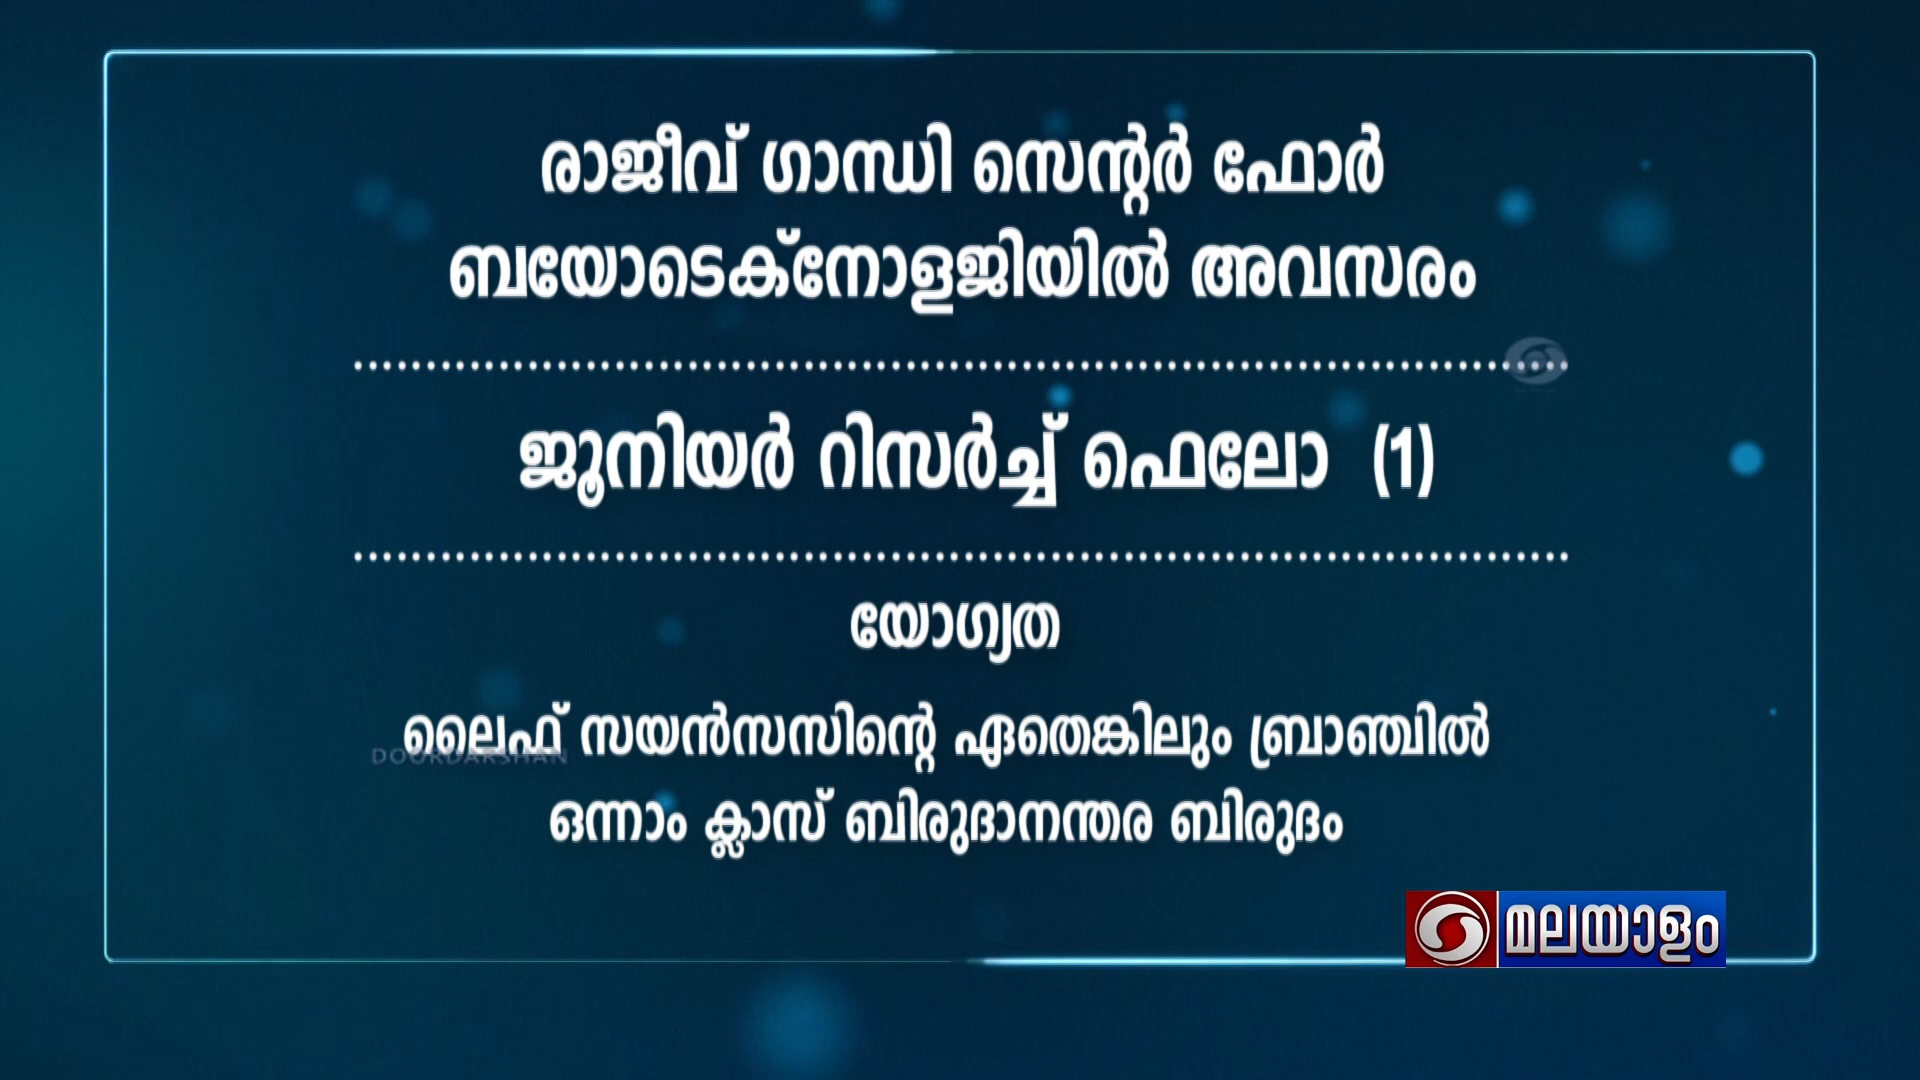 രാജീവ് ഗാന്ധി സെന്റർ ഫോർ
ബയോടെക്നോളജിയിൽ അവസരം
ജൂനിയർ റിസർച്ച് ഫെലോ (1)
യോഗ്യത
ലൈഫ് സയൻസസിന്റെ ഏതെങ്കിലും ബ്രാഞ്ചിൽ
DOORDARSHAN
ഒന്നാം ക്ലാസ് ബിരുദാനന്തര ബിരുദം
മലയാളം